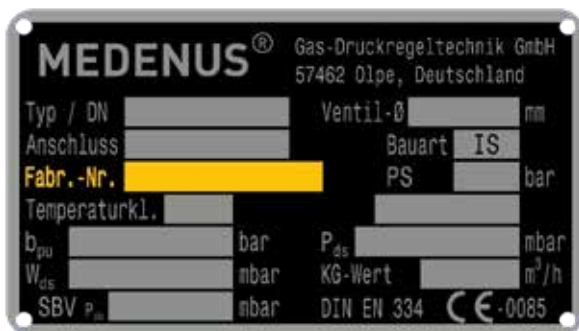 MEDENUS® Gas-Druckregeltechnik GmbH
57462 Olpe, Deutschland
Typ / DN Ventil-Ø mm
Anschluss Bauart IS
Fabr.-Nr. PS bar
Temperaturkl.
bpu bar Pds mbar
Wds mbar KG-Wert m³/h
SBV Pm mbar DIN EN 334 CE-0085